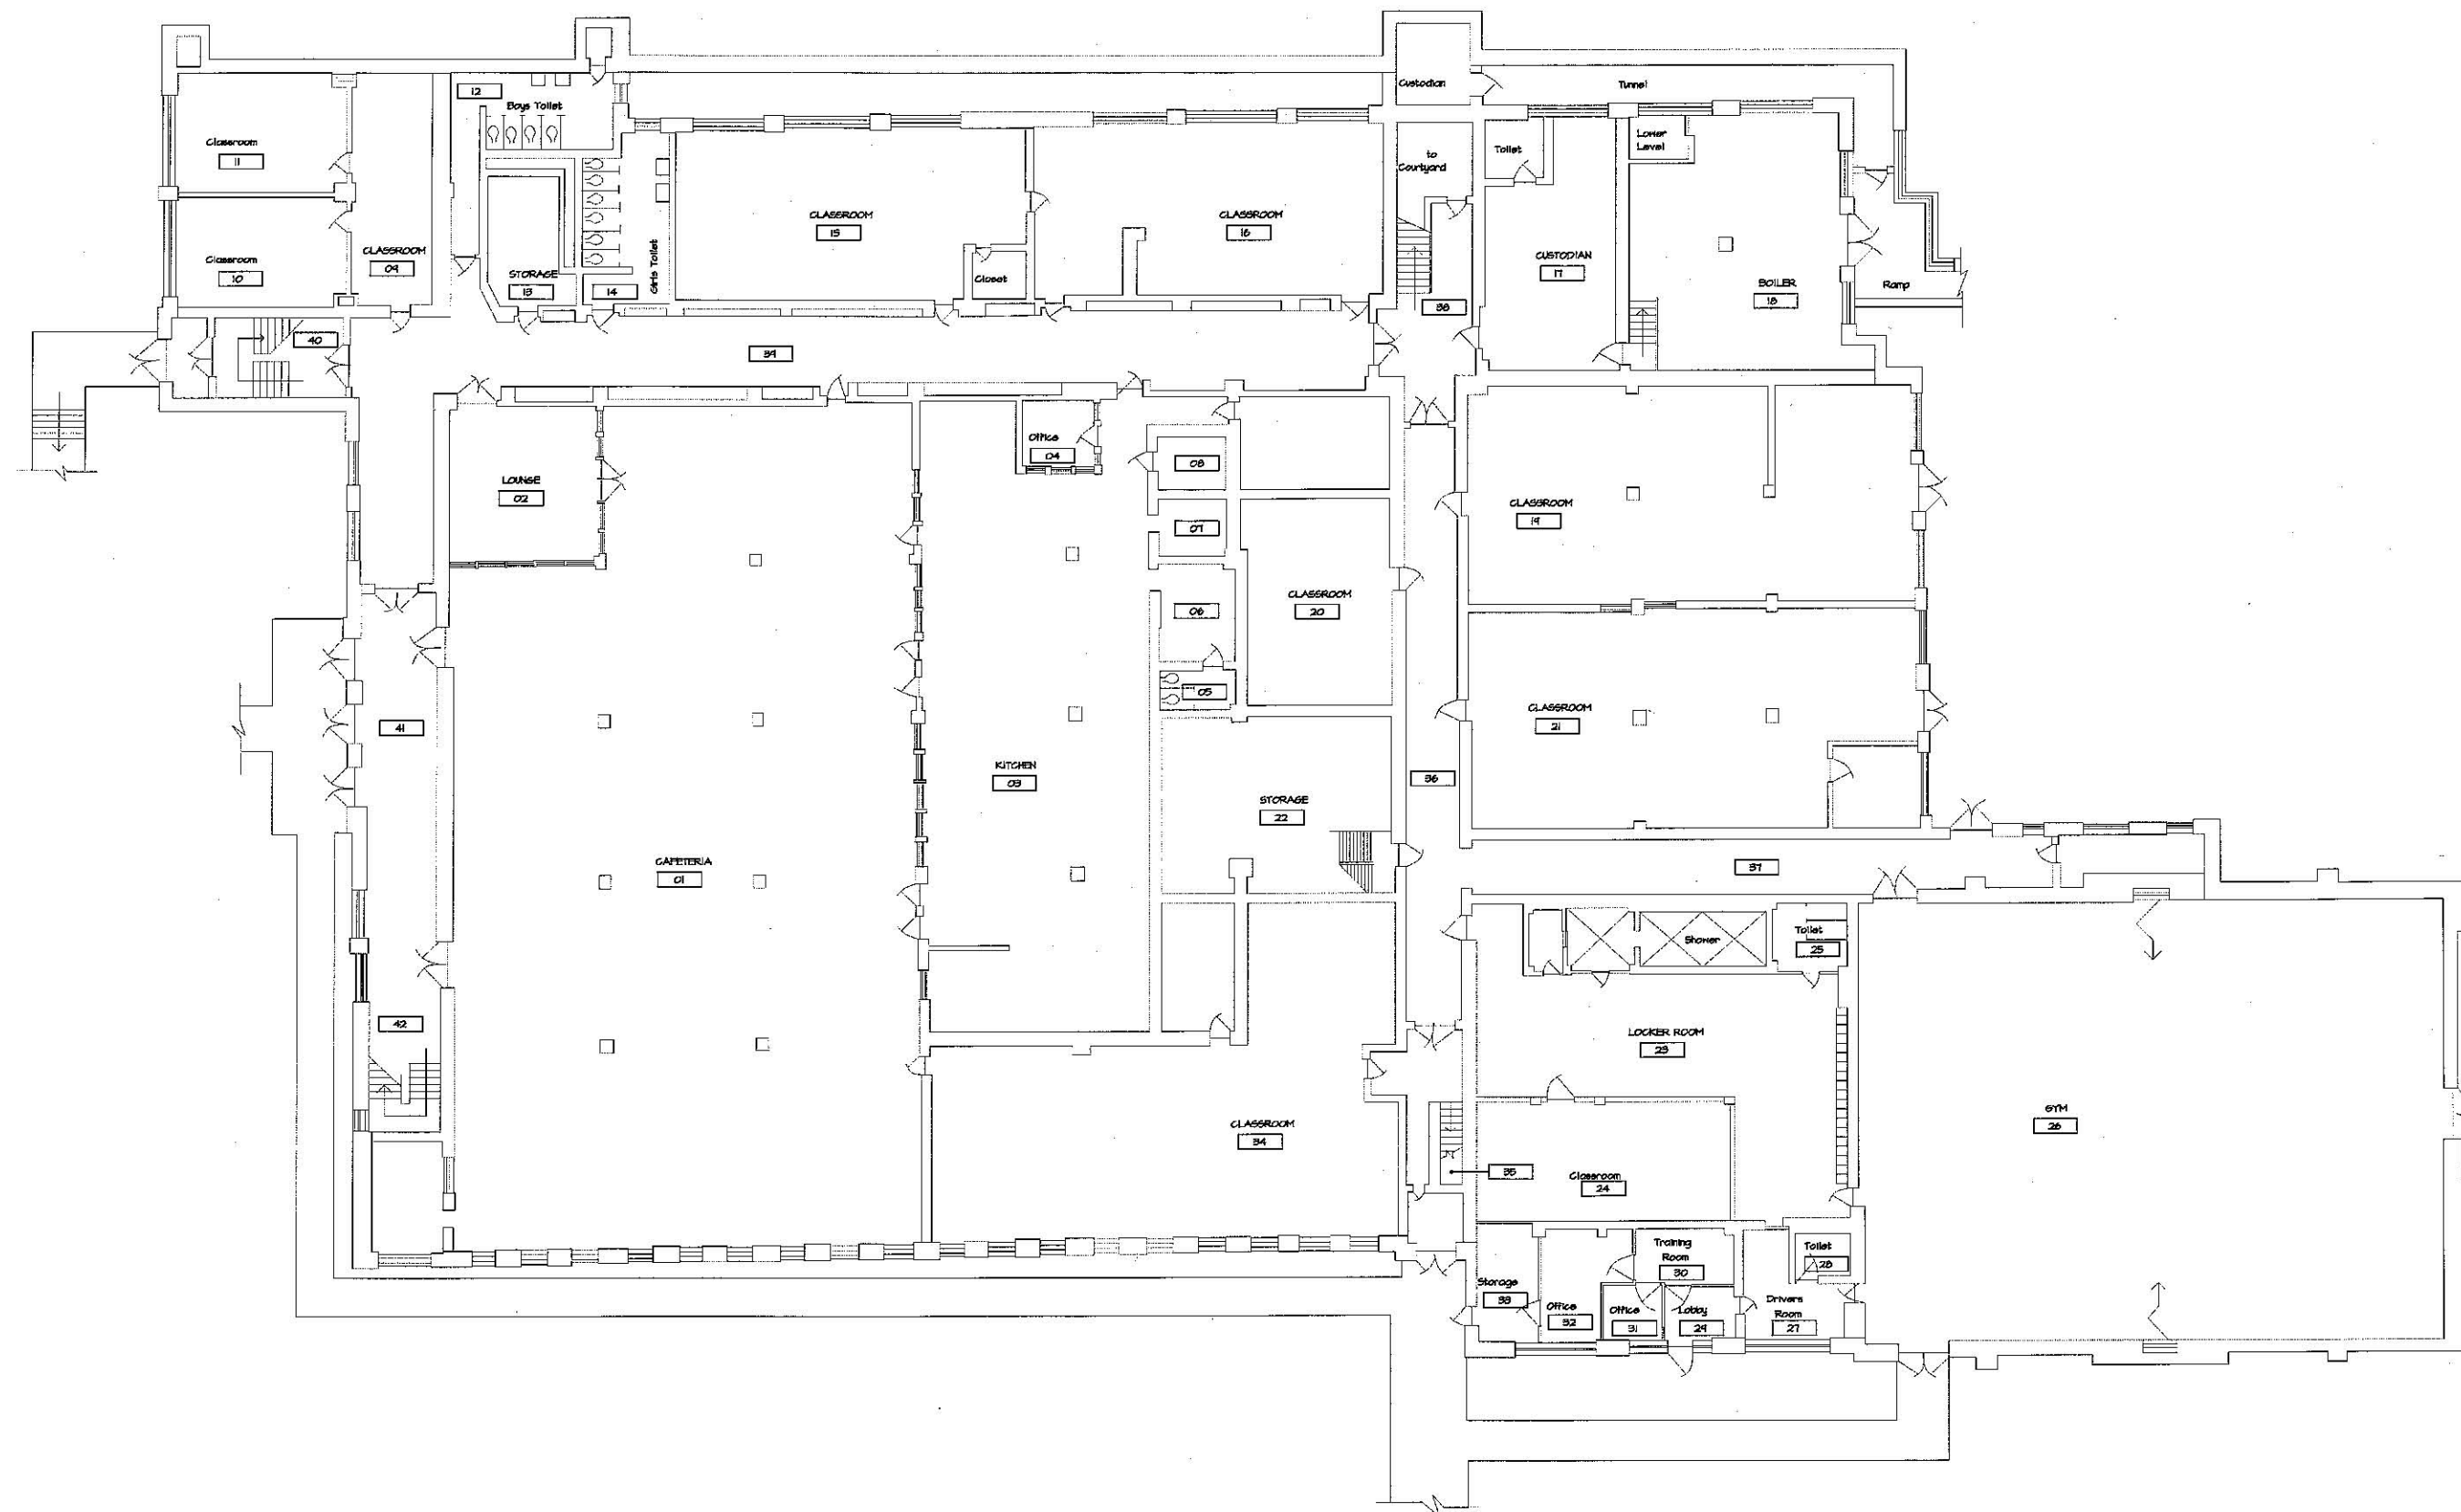 Custodian
Tunnel
12
Boys Toilet
Classroom
11
Lower
Level
Toilet
to
Courtyard
CLASSROOM
15
CLASSROOM
16
CLASSROOM
09
Classroom
10
STORAGE
13
14
Girls Toilet
Closet
CUSTODIAN
17
BOILER
18
Ramp
38
40
39
Office
04
08
LOUNGE
02
CLASSROOM
19
07
CLASSROOM
20
06
05
CLASSROOM
21
41
KITCHEN
03
36
STORAGE
22
CAFETERIA
01
37
Toilet
25
Shower
42
LOCKER ROOM
23
GYM
26
CLASSROOM
34
35
Classroom
24
Training
Room
30
Toilet
28
Storage
33
Office
32
Office
31
Lobby
29
Drivers
Room
27